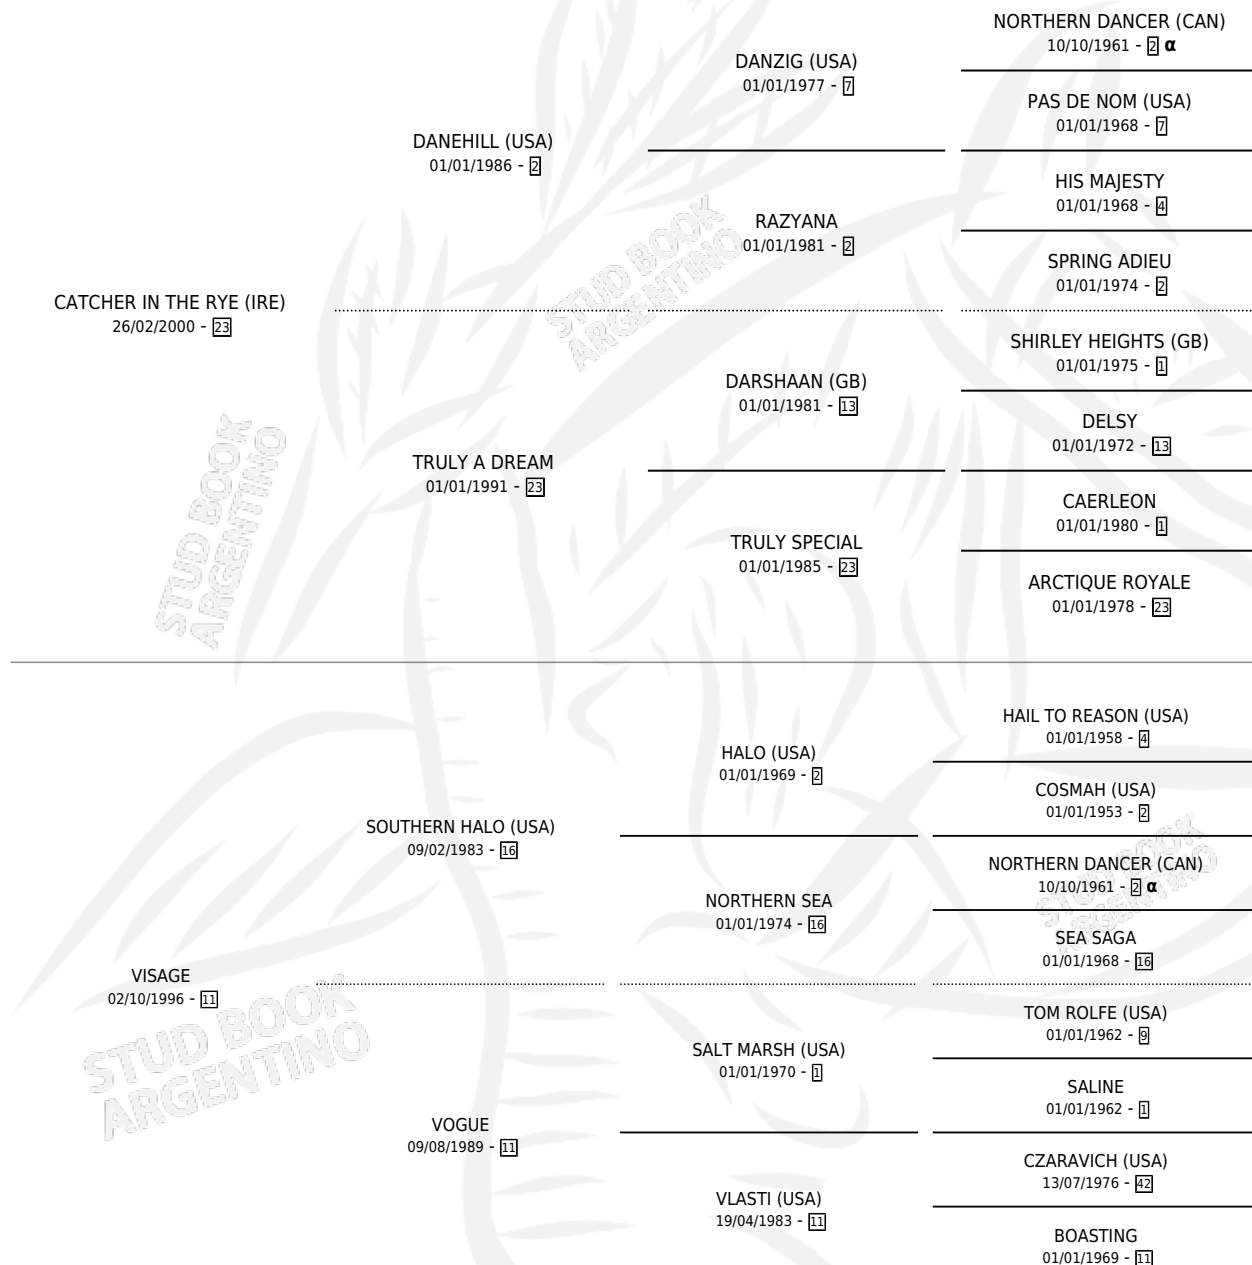 NORTHERN DANCER (CAN)
10/10/1961 - 2 α
DANZIG (USA)
01/01/1977 - 7
PAS DE NOM (USA)
01/01/1968 - 7
DANEHILL (USA)
01/01/1986 - 2
HIS MAJESTY
01/01/1968 - 4
RAZYANA
01/01/1981 - 2
SPRING ADIEU
01/01/1974 - 2
CATCHER IN THE RYE (IRE)
26/02/2000 - 23
SHIRLEY HEIGHTS (GB)
01/01/1975 - 1
DARSHAAN (GB)
01/01/1981 - 13
DELSY
01/01/1972 - 13
TRULY A DREAM
01/01/1991 - 23
CAERLEON
01/01/1980 - 1
TRULY SPECIAL
01/01/1985 - 23
ARCTIQUE ROYALE
01/01/1978 - 23
HAIL TO REASON (USA)
01/01/1958 - 4
HALO (USA)
01/01/1969 - 2
COSMAH (USA)
01/01/1953 - 2
SOUTHERN HALO (USA)
09/02/1983 - 16
NORTHERN DANCER (CAN)
10/10/1961 - 2 α
NORTHERN SEA
01/01/1974 - 16
SEA SAGA
01/01/1968 - 16
VISAGE
02/10/1996 - 11
TOM ROLFE (USA)
01/01/1962 - 9
SALT MARSH (USA)
01/01/1970 - 1
SALINE
01/01/1962 - 1
VOGUE
09/08/1989 - 11
CZARAVICH (USA)
13/07/1976 - 42
VLASTI (USA)
19/04/1983 - 11
BOASTING
01/01/1969 - 11
STUD BOOK
ARGENTINO
STUD BOOK
ARGENTINO
STUD BOOK
ARGENTINO
STUD BOOK
ARGENTINO